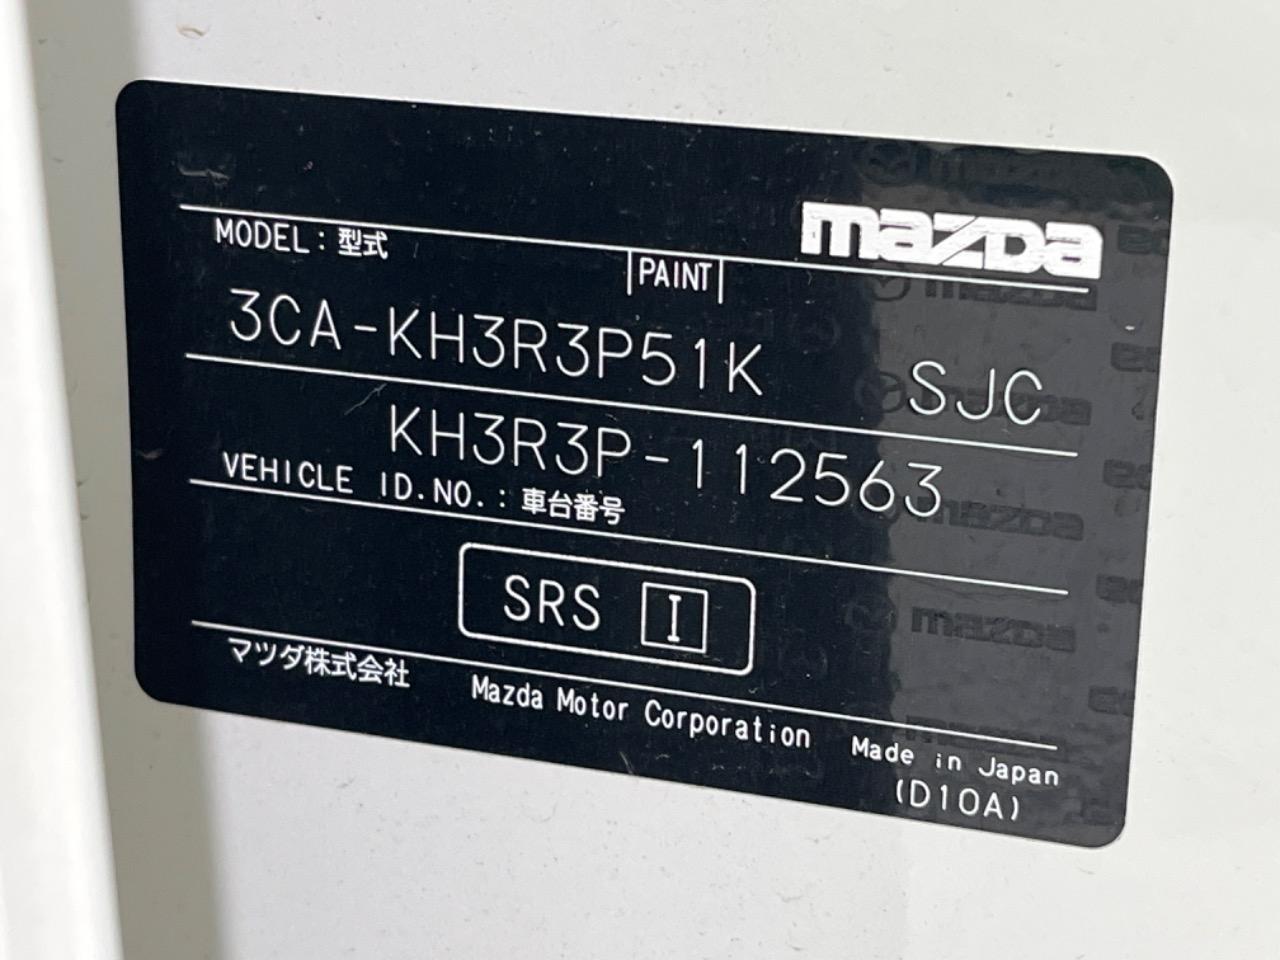 mazda
MODEL : 型式
PAINT
3CA-KH3R3P51K SJC
KH3R3P-112563
VEHICLE ID.NO. : 車台番号
SRS I
マツダ株式会社 Mazda Motor Corporation Made in Japan
(D10A)